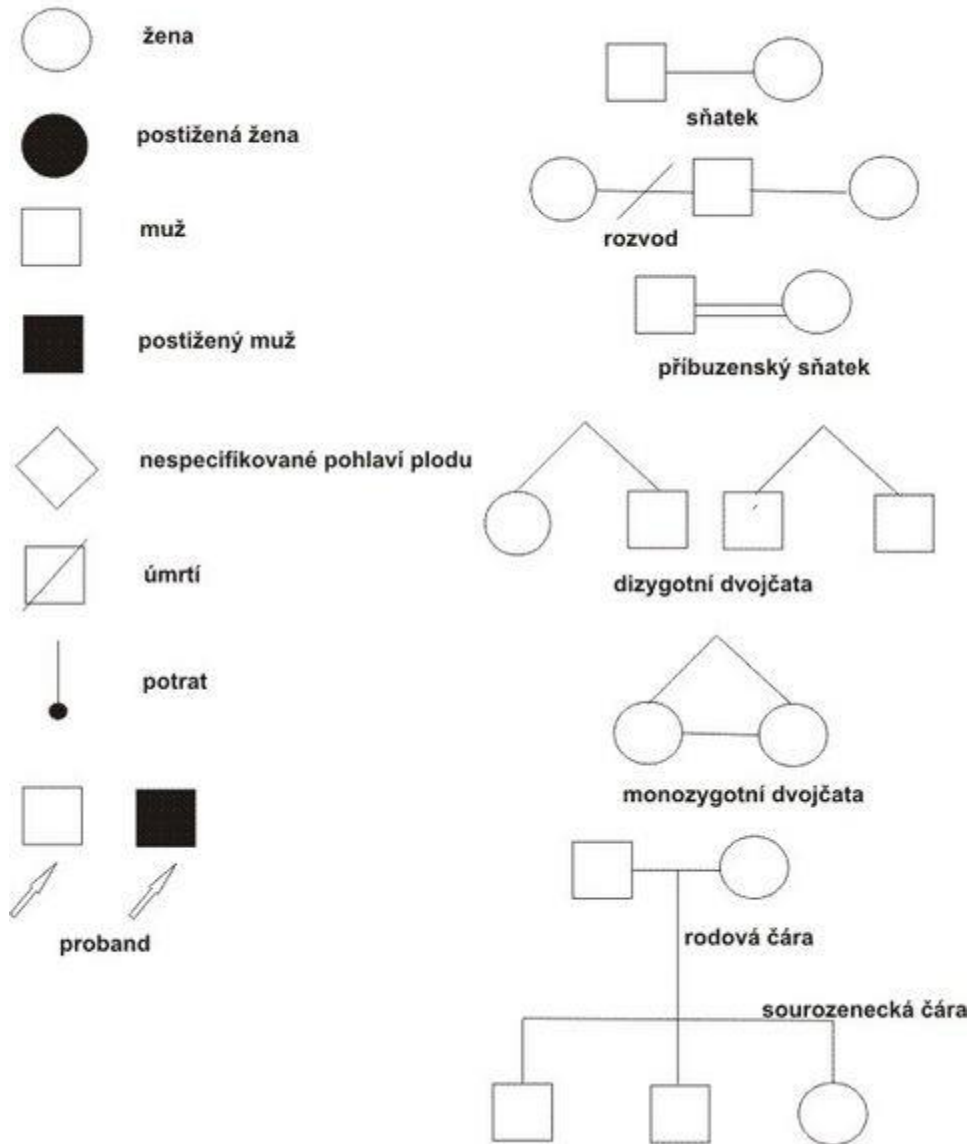 žena
postižená žena
muž
postižený muž
nespecifikované pohlaví plodu
úmrtí
potrat
proband
sňatek
rozvod
příbuzenský sňatek
dizygotní dvojčata
monozygotní dvojčata
rodová čára
sourozenecká čára